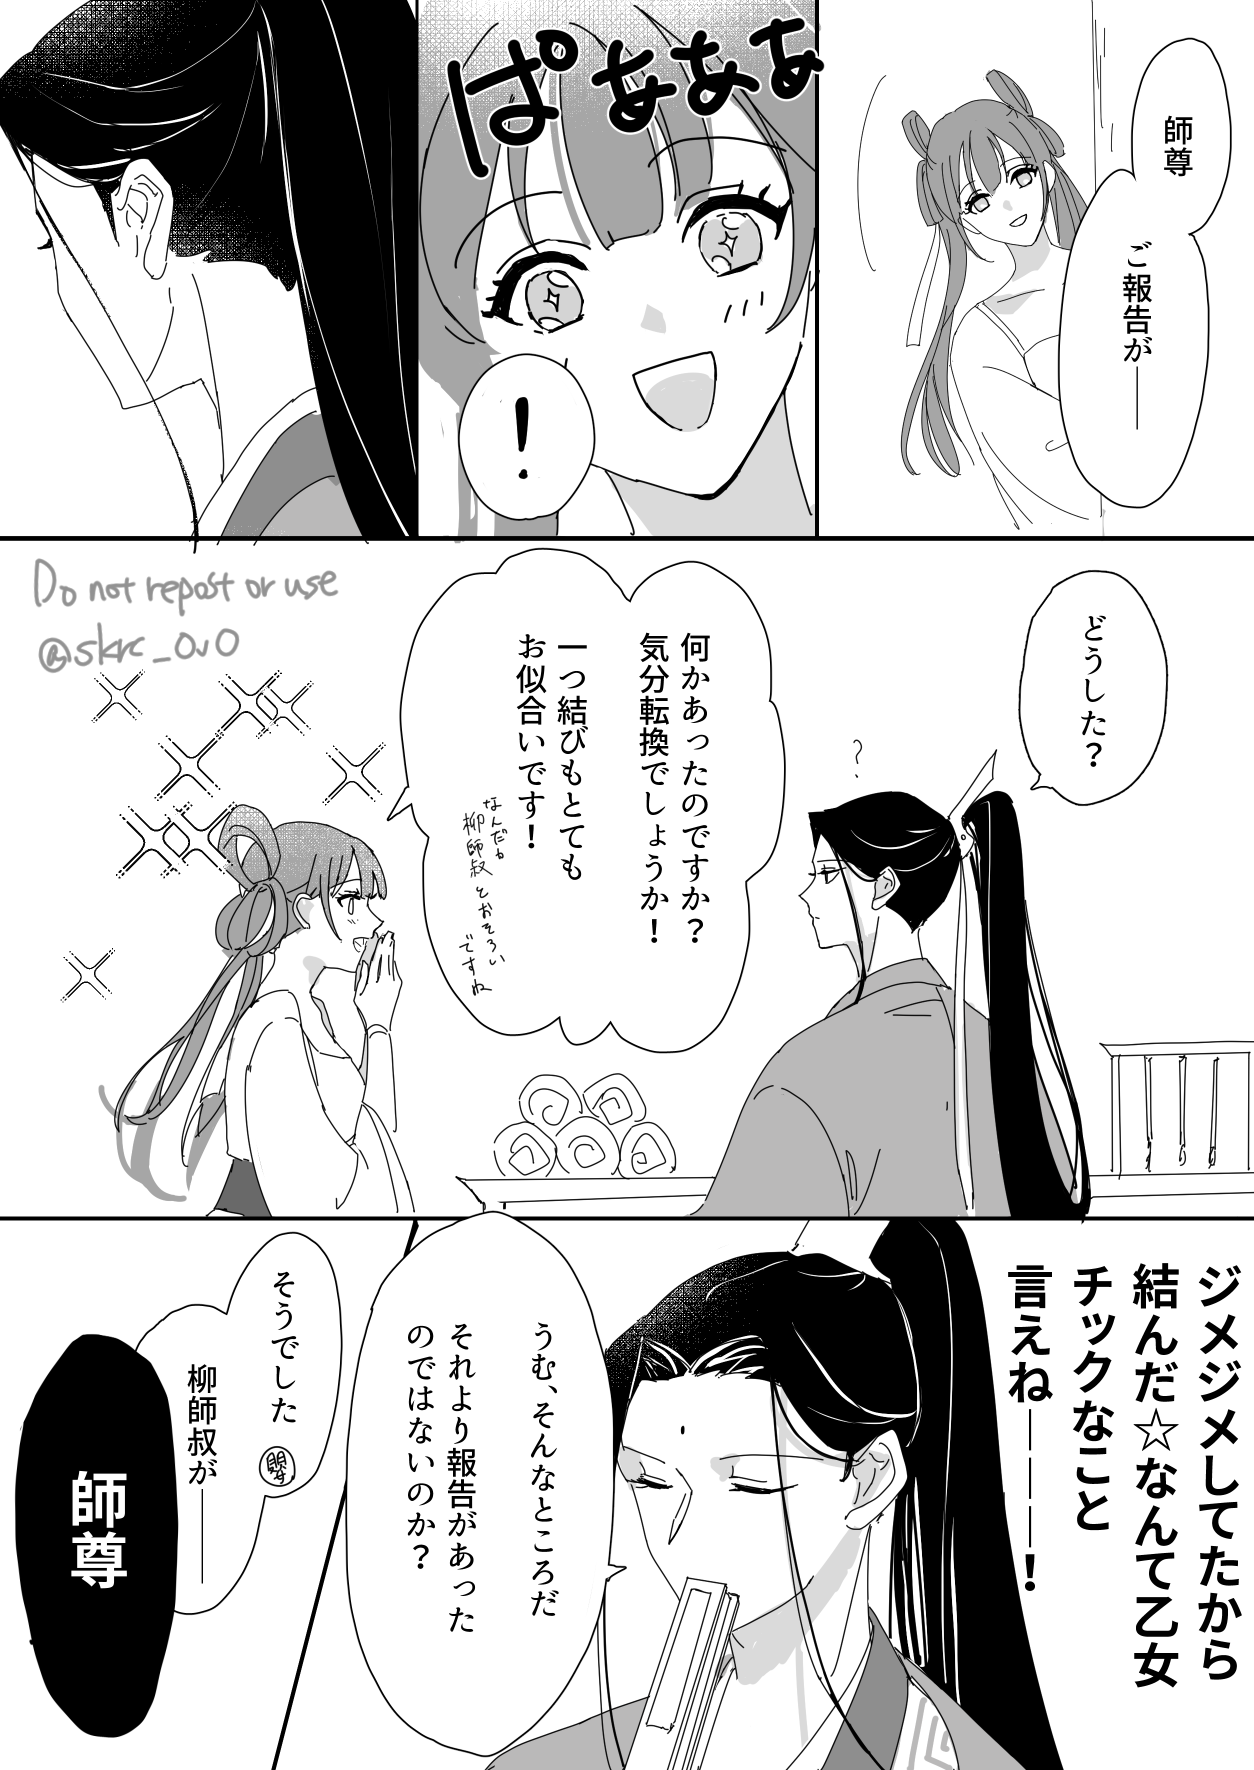 師尊
ご報告が――
ぱぁぁぁ
！
どうした？
？
何かあったのですか？
気分転換でしょうか！
一つ結びもとても
お似合いです！
なんだか
柳師叔とおそろい
ですね
Do not repost or use
@skrc_0v0
ジメジメしてたから
結んだ☆なんて乙女
チックなこと
言えね―――！
うむ、そんなところだ
それより報告があった
のではないのか？
そうでした
柳師叔が――
師尊